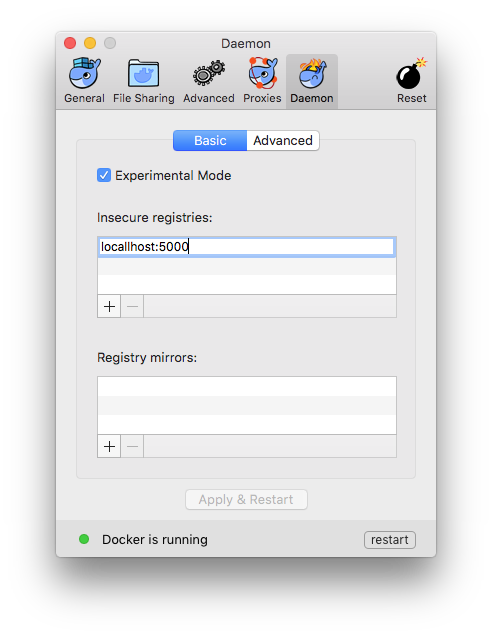 Daemon
General File Sharing Advanced Proxies Daemon Reset
Basic Advanced
Experimental Mode
Insecure registries:
locallhost:5000
Registry mirrors:
Apply & Restart
Docker is running restart